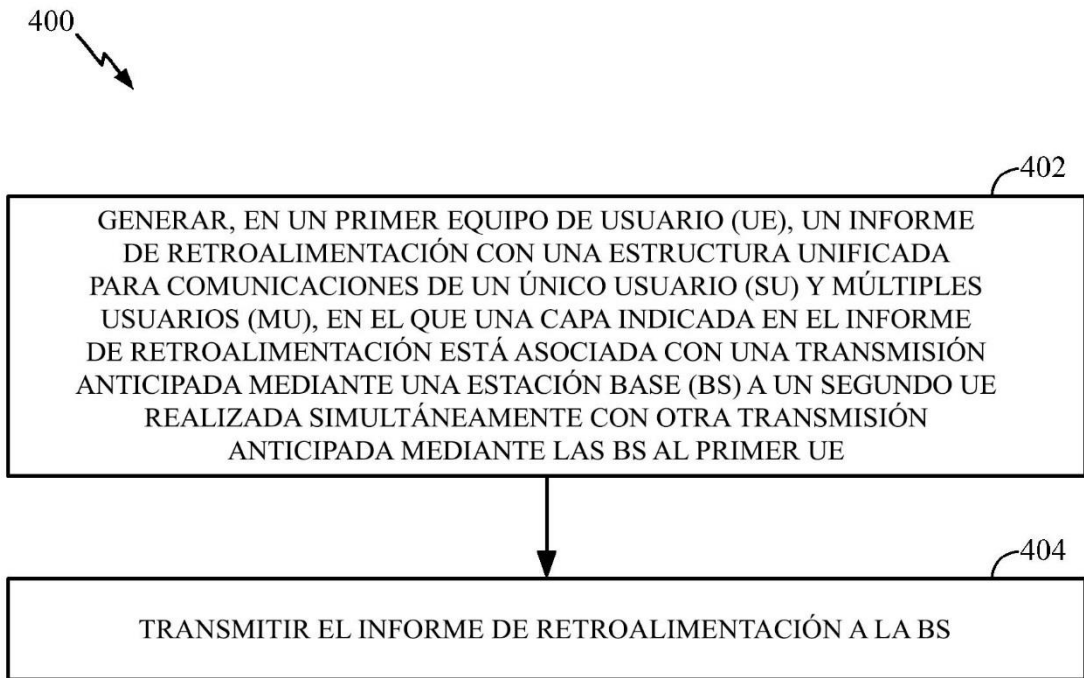 400
402
GENERAR, EN UN PRIMER EQUIPO DE USUARIO (UE), UN INFORME
DE RETROALIMENTACIÓN CON UNA ESTRUCTURA UNIFICADA
PARA COMUNICACIONES DE UN ÚNICO USUARIO (SU) Y MÚLTIPLES
USUARIOS (MU), EN EL QUE UNA CAPA INDICADA EN EL INFORME
DE RETROALIMENTACIÓN ESTÁ ASOCIADA CON UNA TRANSMISIÓN
ANTICIPADA MEDIANTE UNA ESTACIÓN BASE (BS) A UN SEGUNDO UE
REALIZADA SIMULTÁNEAMENTE CON OTRA TRANSMISIÓN
ANTICIPADA MEDIANTE LAS BS AL PRIMER UE
404
TRANSMITIR EL INFORME DE RETROALIMENTACIÓN A LA BS